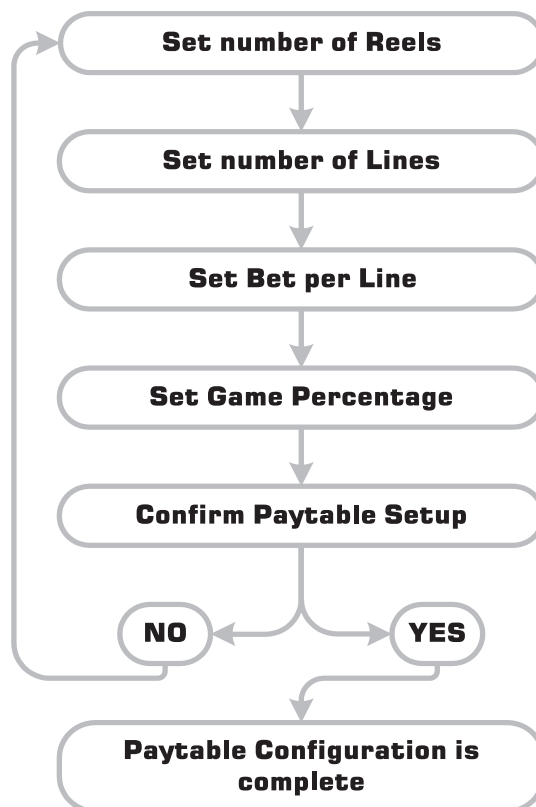 Set number of Reels
Set number of Lines
Set Bet per Line
Set Game Percentage
Confirm Paytable Setup
NO
YES
Paytable Configuration is
complete